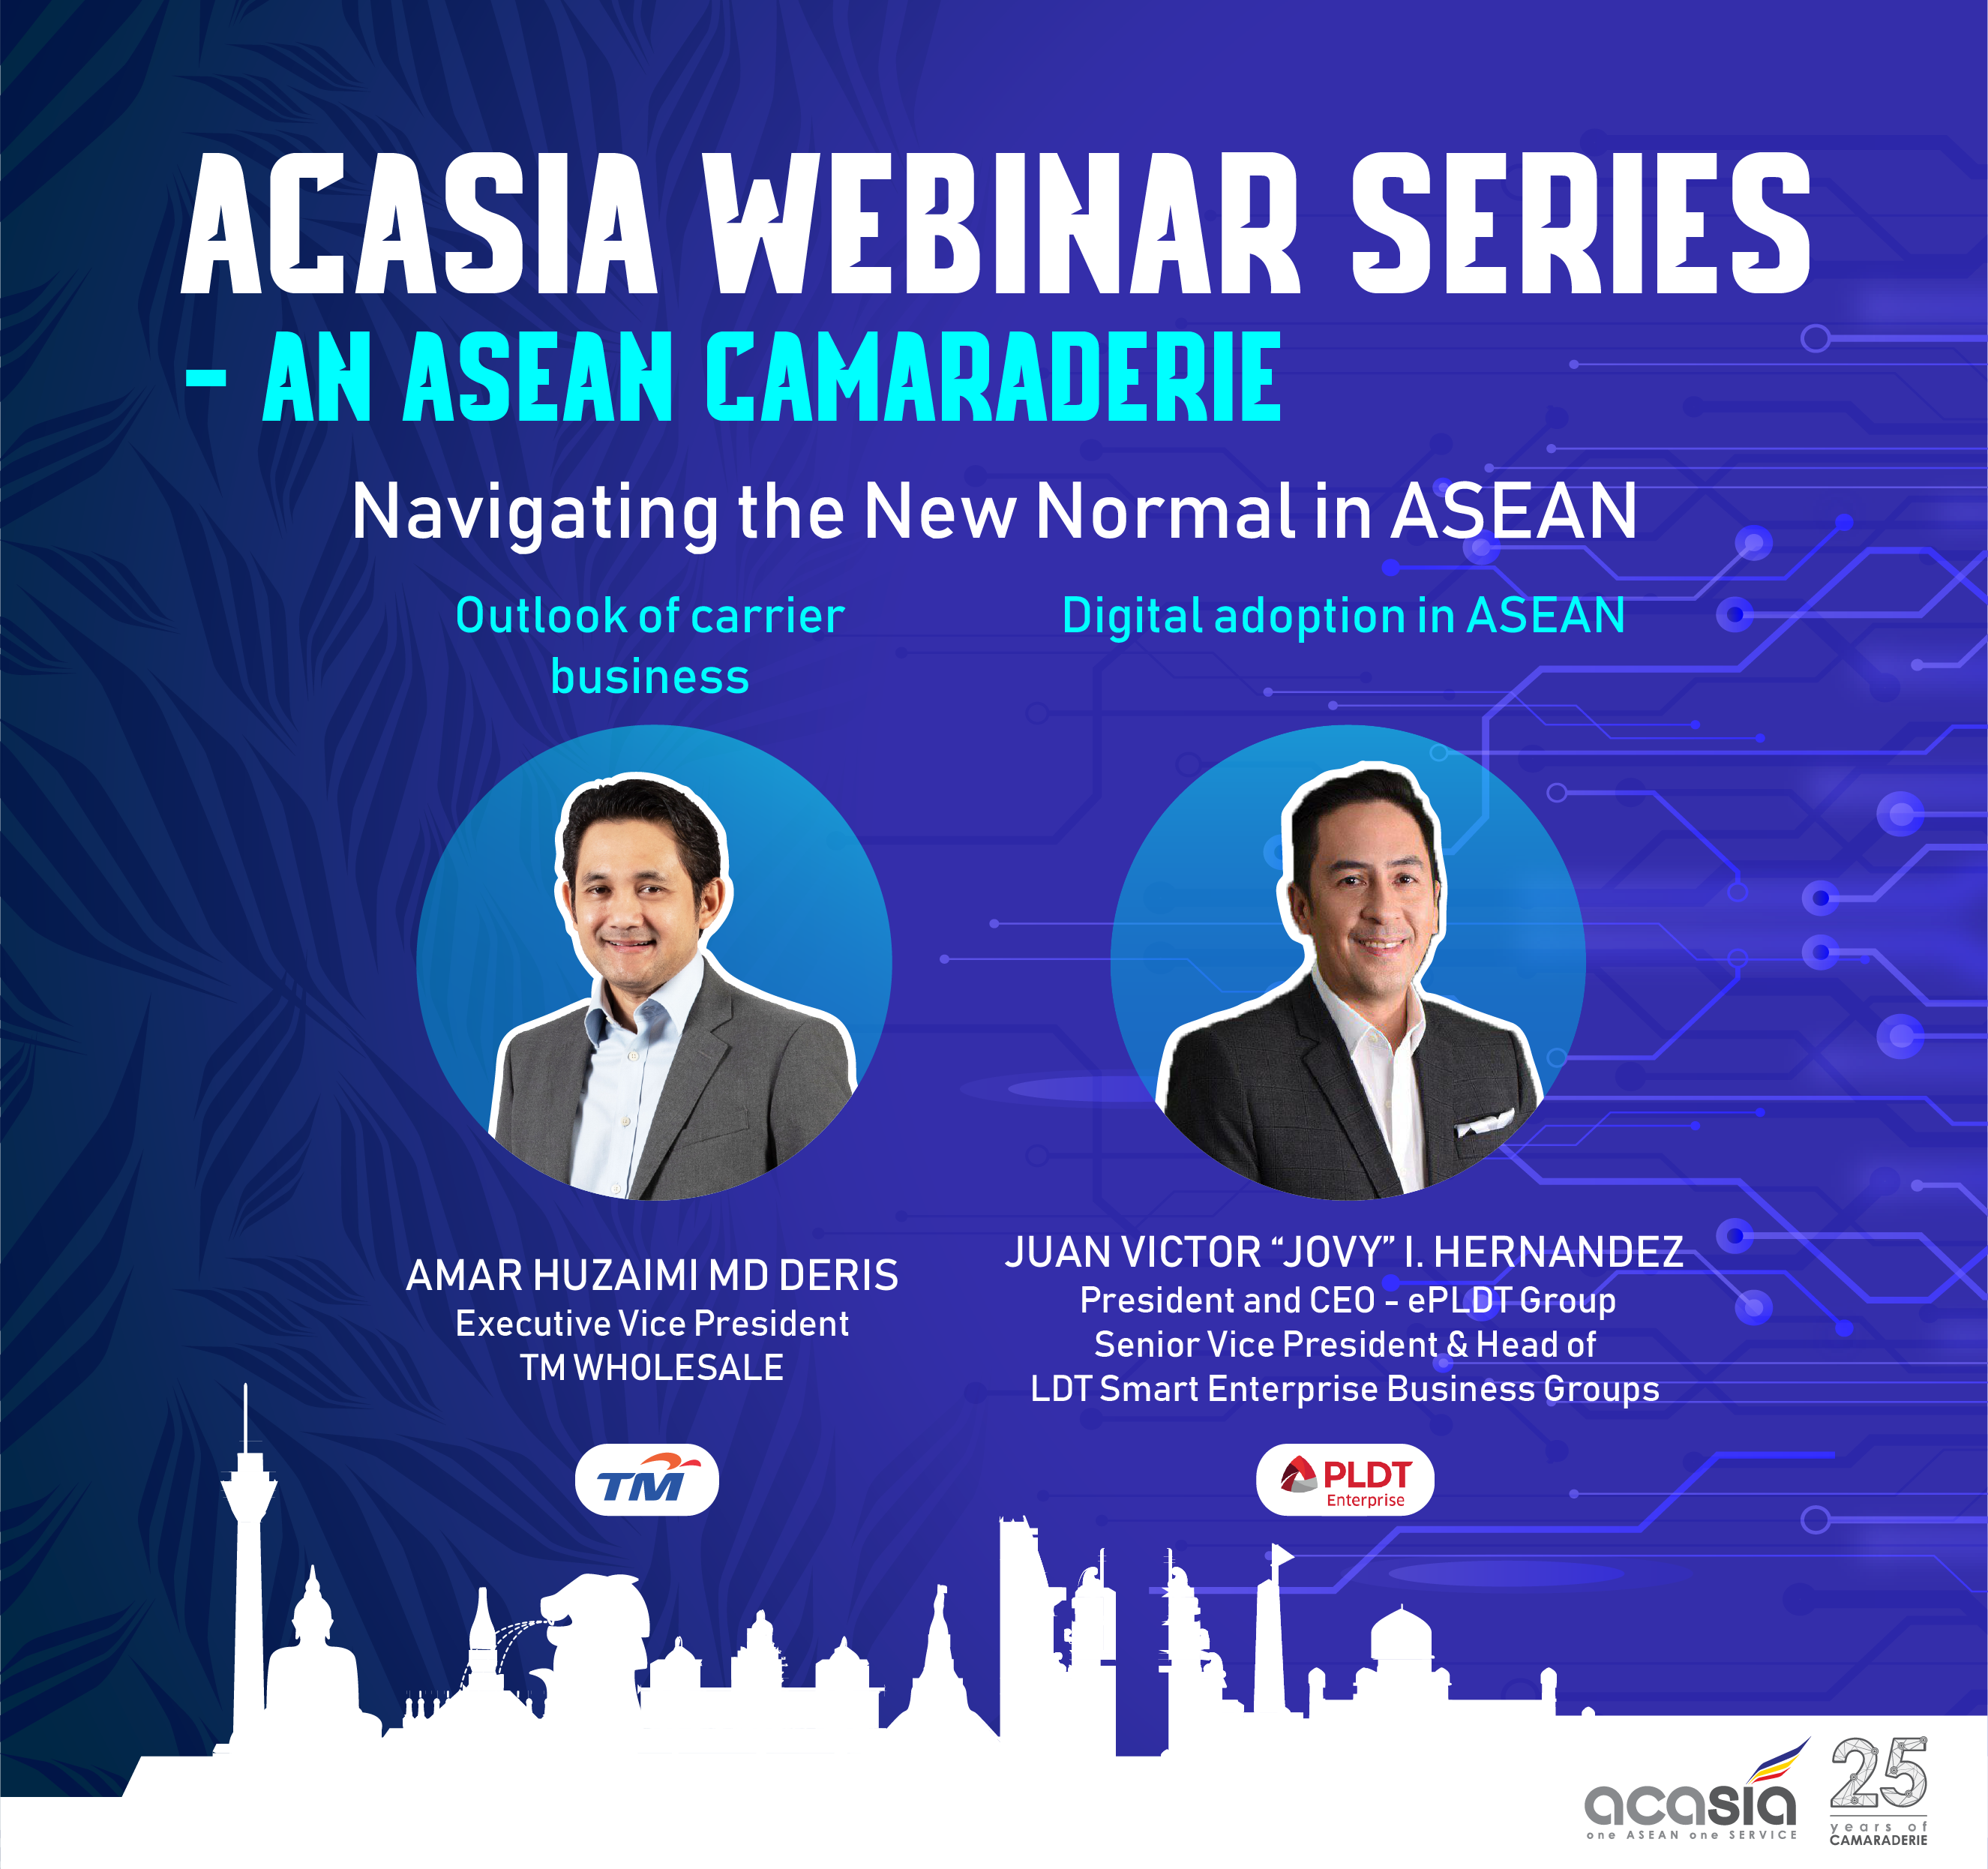 ACASIA WEBINAR SERIES
- AN ASEAN CAMARADERIE
Navigating the New Normal in ASEAN
Outlook of carrier
business
Digital adoption in ASEAN
AMAR HUZAIMI MD DERIS
Executive Vice President
TM WHOLESALE
TM
JUAN VICTOR “JOVY” I. HERNANDEZ
President and CEO - ePLDT Group
Senior Vice President & Head of
LDT Smart Enterprise Business Groups
PLDT
Enterprise
acasia
one ASEAN one SERVICE
25
years of
CAMARADERIE